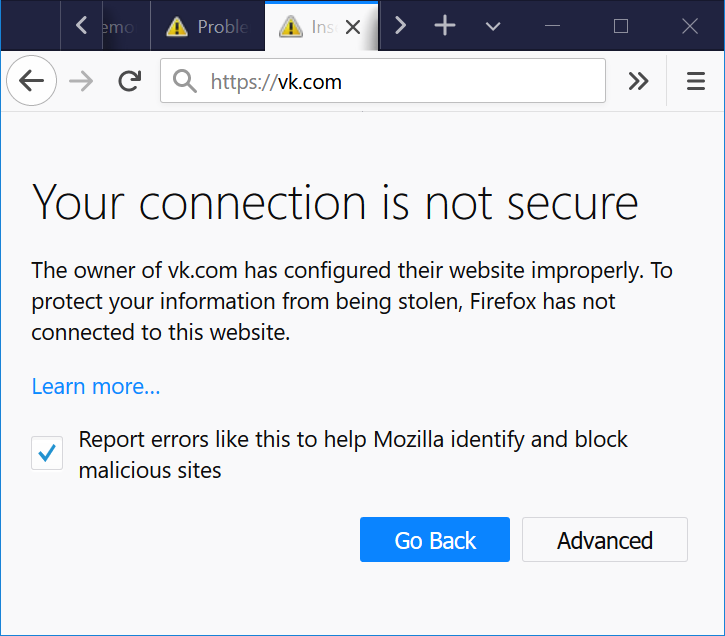 emo
Proble
Ins
https://vk.com
Your connection is not secure
The owner of vk.com has configured their website improperly. To
protect your information from being stolen, Firefox has not
connected to this website.
Learn more...
Report errors like this to help Mozilla identify and block
malicious sites
Go Back
Advanced